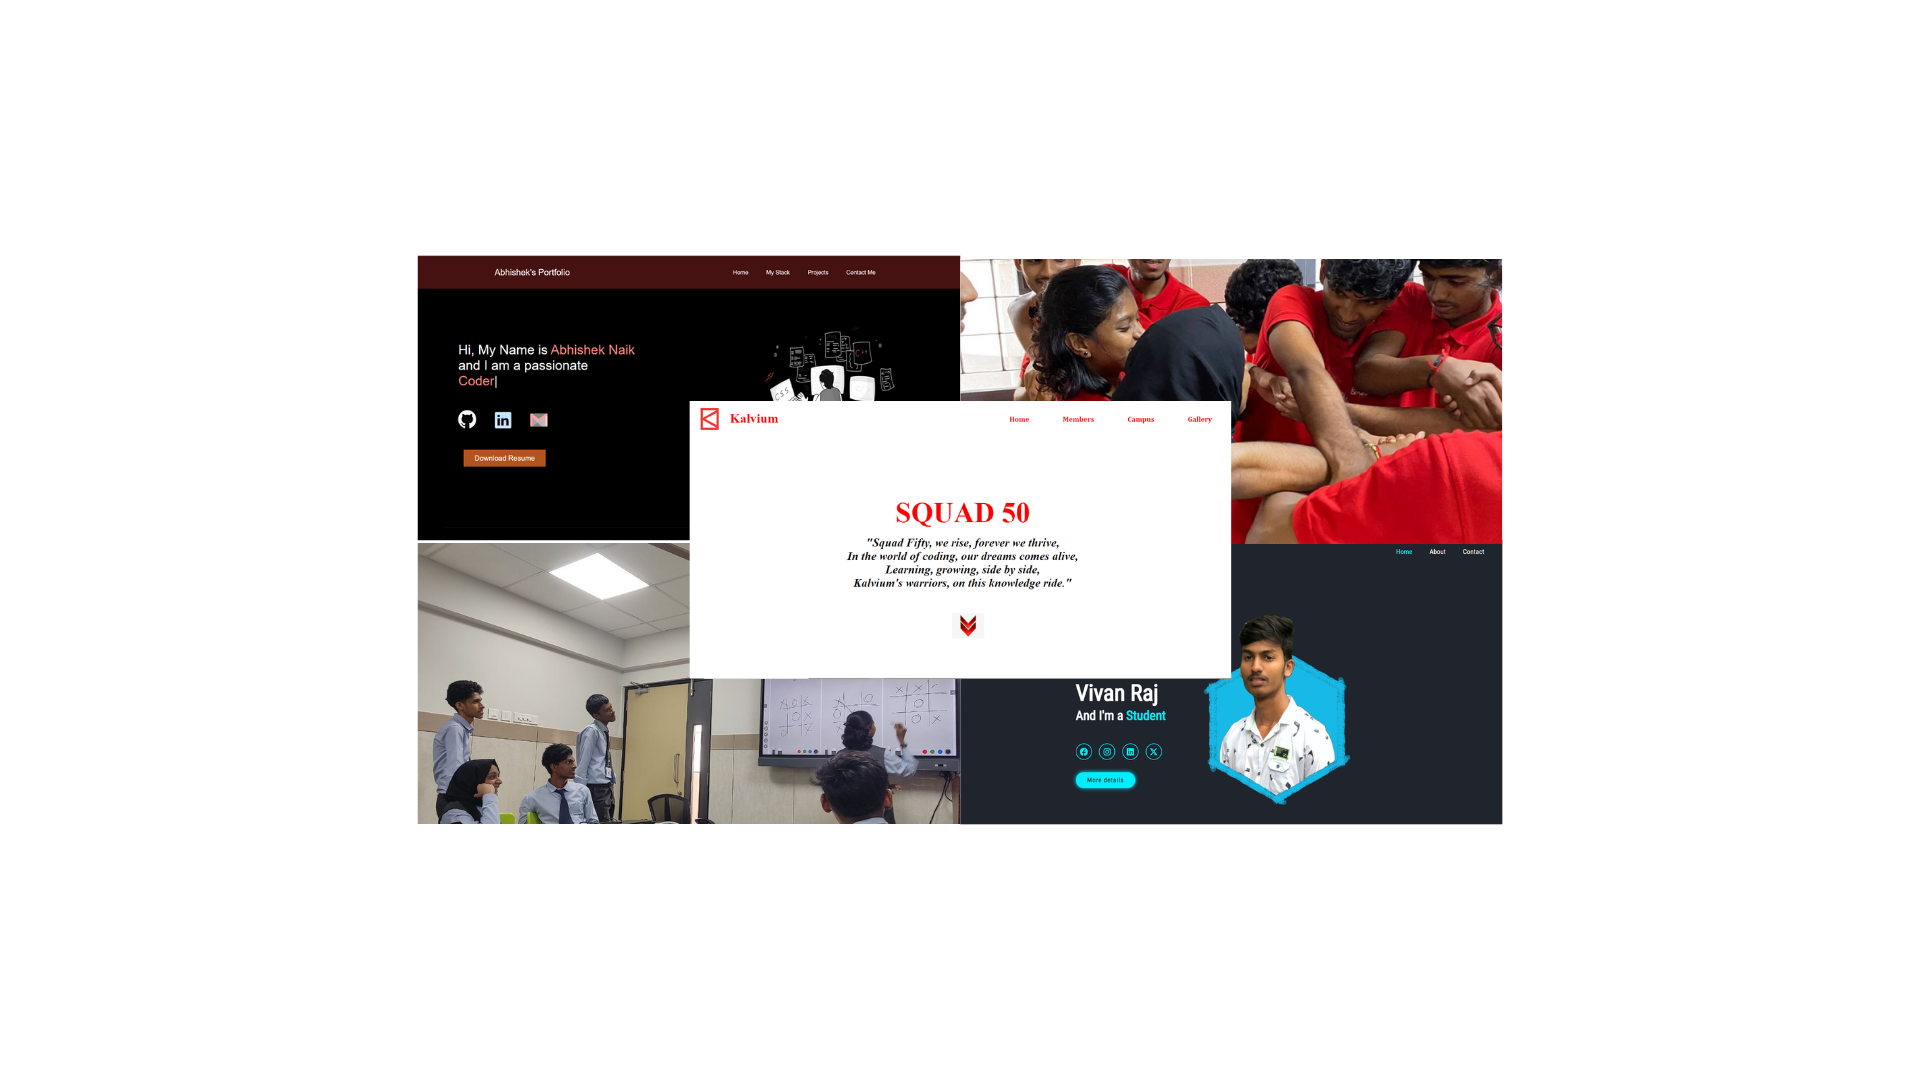 Abhishek's Portfolio
Home My Stack Projects Contact Me
Hi, My Name is Abhishek Naik
and I am a passionate
Coder|
in
Download Resume
C++
CSS
Kalvium
Home Members Campus Gallery
SQUAD 50
"Squad Fifty, we rise, forever we thrive,
In the world of coding, our dreams comes alive,
Learning, growing, side by side,
Kalvium's warriors, on this knowledge ride."
Home About Contact
Vivan Raj
And I'm a Student
More details